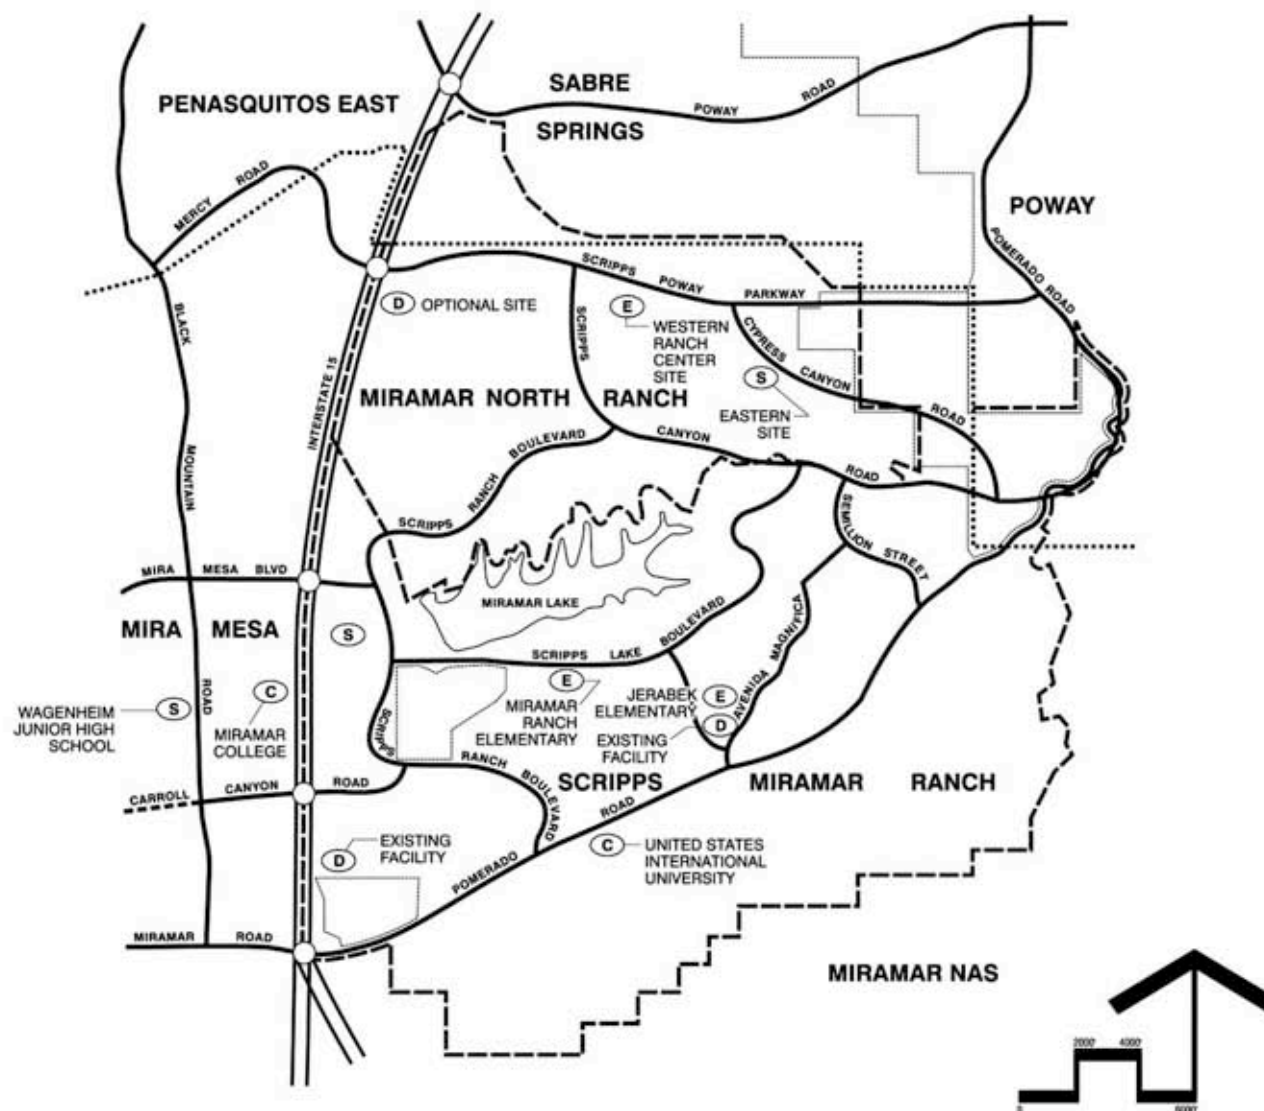 SABRE
PENASQUITOS EAST
POWAY
ROAD
SPRINGS
MERCY
ROAD
POWAY
POMERADO ROAD
SCRIPPS
POWAY
PARKWAY
D
OPTIONAL SITE
E
WESTERN
RANCH
CENTER
SITE
BLACK
MOUNTAIN
ROAD
INTERSTATE 15
SCRIPPS
CYPRESS
CANYON
ROAD
S
EASTERN
SITE
MIRAMAR NORTH RANCH
CANYON
ROAD
SCRIPPS
RANCH
BOULEVARD
SEMILLION
STREET
MIRA MESA BLVD
MIRAMAR LAKE
MIRA MESA
S
SCRIPPS LAKE BOULEVARD
AVENIDA MAGNIFICA
S
WAGENHEIM
JUNIOR HIGH
SCHOOL
C
MIRAMAR
COLLEGE
E
MIRAMAR
RANCH
ELEMENTARY
JERABEK
ELEMENTARY
E
EXISTING
FACILITY
D
SCRIPPS
RANCH
BOULEVARD
SCRIPPS MIRAMAR RANCH
CARROLL CANYON ROAD
D
EXISTING
FACILITY
POMERADO
ROAD
C
UNITED STATES
INTERNATIONAL
UNIVERSITY
MIRAMAR ROAD
MIRAMAR NAS
2000' 4000'
0 6000'